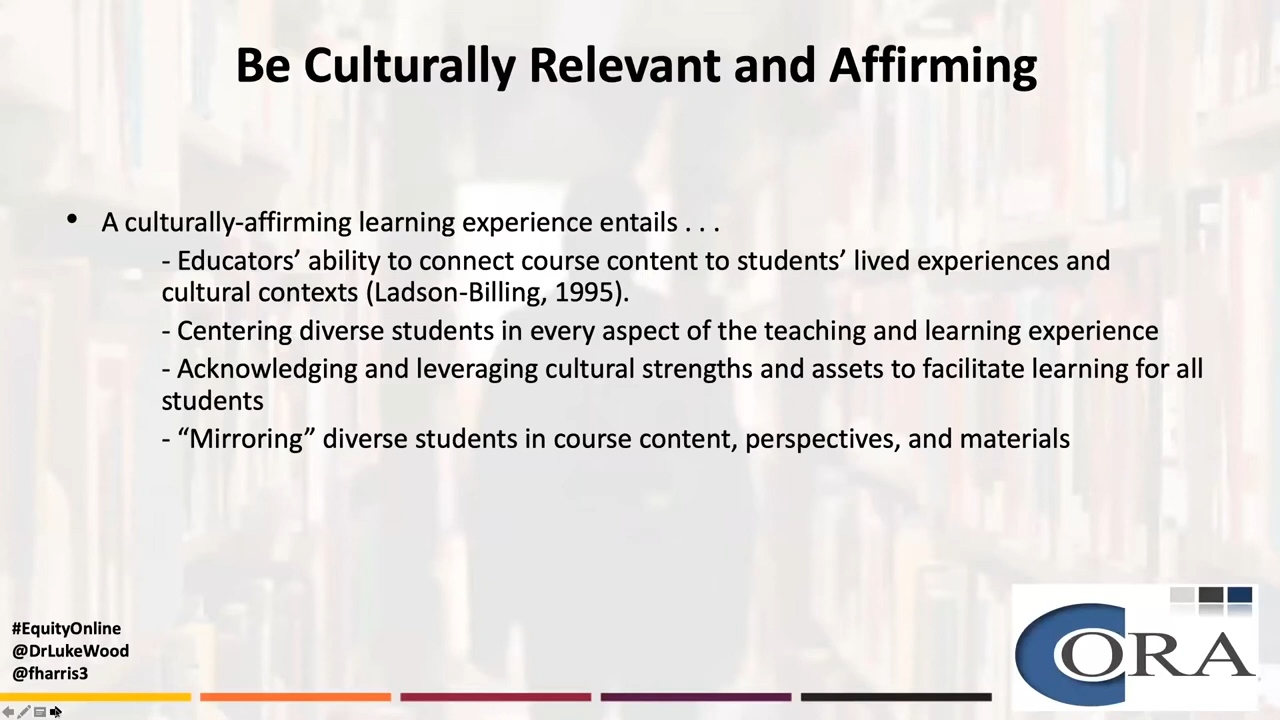 Be Culturally Relevant and Affirming
• A culturally-affirming learning experience entails . . .
- Educators’ ability to connect course content to students’ lived experiences and
cultural contexts (Ladson-Billing, 1995).
- Centering diverse students in every aspect of the teaching and learning experience
- Acknowledging and leveraging cultural strengths and assets to facilitate learning for all
students
- “Mirroring” diverse students in course content, perspectives, and materials
#EquityOnline
@DrLukeWood
@fharris3
CORA